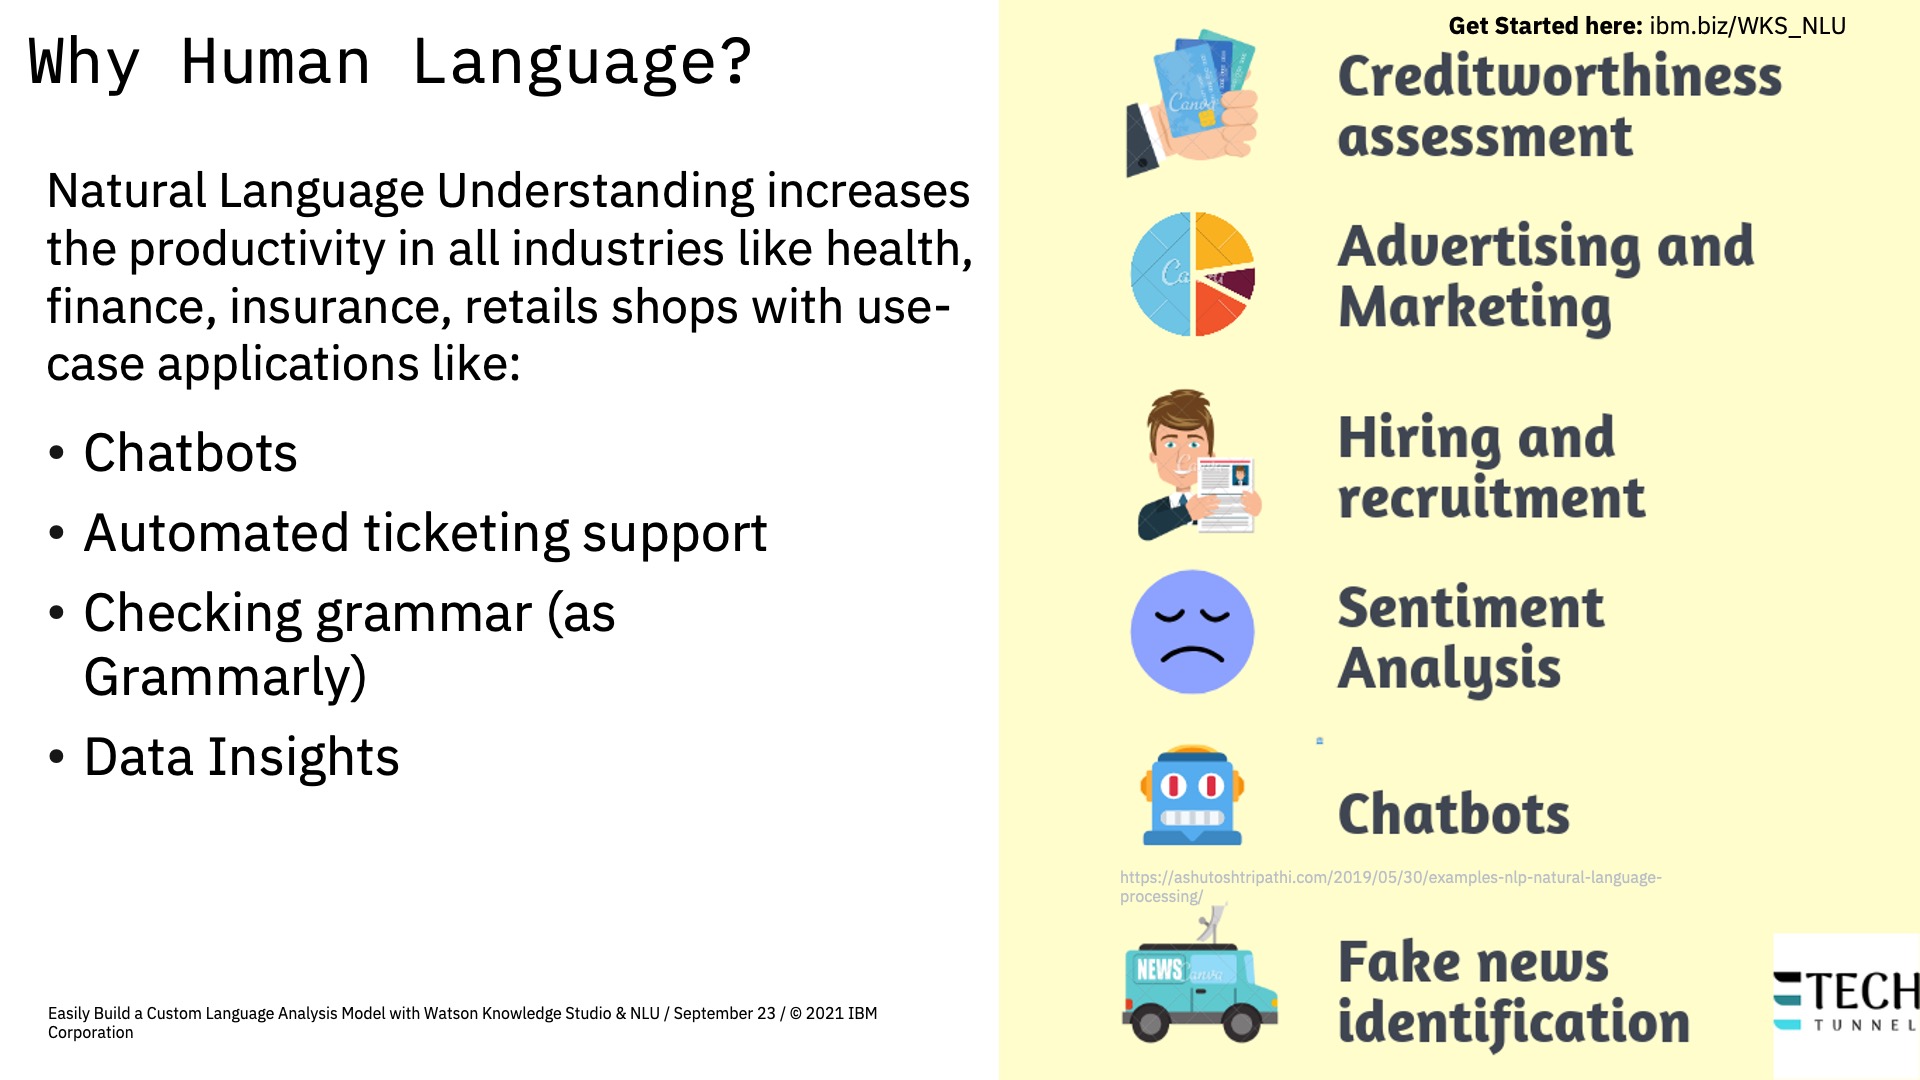 Why Human Language?
Natural Language Understanding increases
the productivity in all industries like health,
finance, insurance, retails shops with use-
case applications like:
• Chatbots
• Automated ticketing support
• Checking grammar (as
Grammarly)
• Data Insights
Easily Build a Custom Language Analysis Model with Watson Knowledge Studio & NLU / September 23 / © 2021 IBM
Corporation
Get Started here: ibm.biz/WKS_NLU
Canva
Creditworthiness
assessment
Advertising and
Marketing
Hiring and
recruitment
Sentiment
Analysis
Chatbots
https://ashutoshtripathi.com/2019/05/30/examples-nlp-natural-language-
processing/
NEWS
Canva
Fake news
identification
TECH
TUNNEL